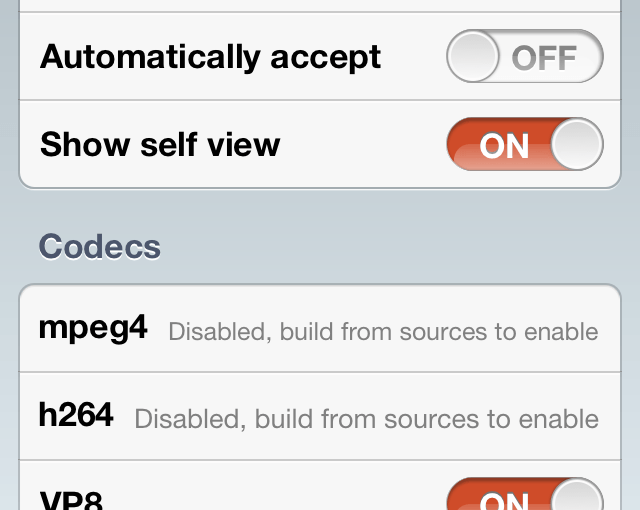 Automatically accept OFF
Show self view ON
Codecs
mpeg4 Disabled, build from sources to enable
h264 Disabled, build from sources to enable
VP8 ON